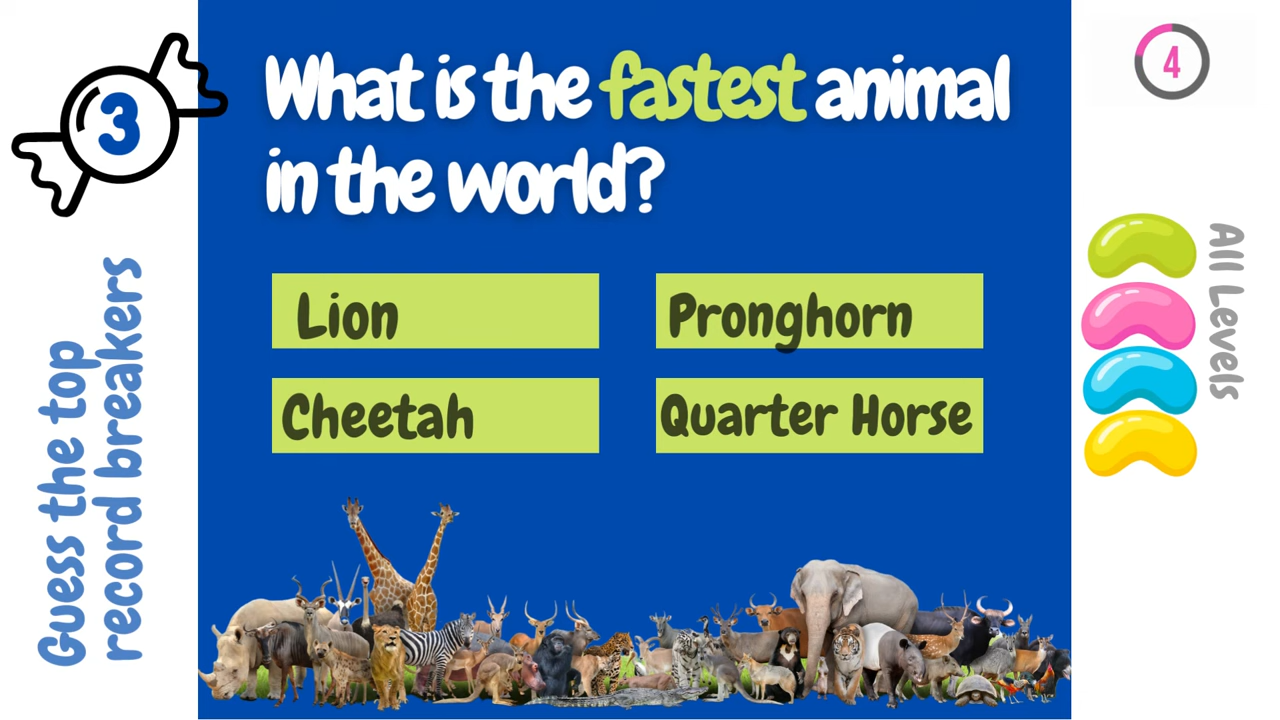 3
What is the fastest animal
in the world?
4
Lion
Pronghorn
Cheetah
Quarter Horse
Guess the top
record breakers
All Levels